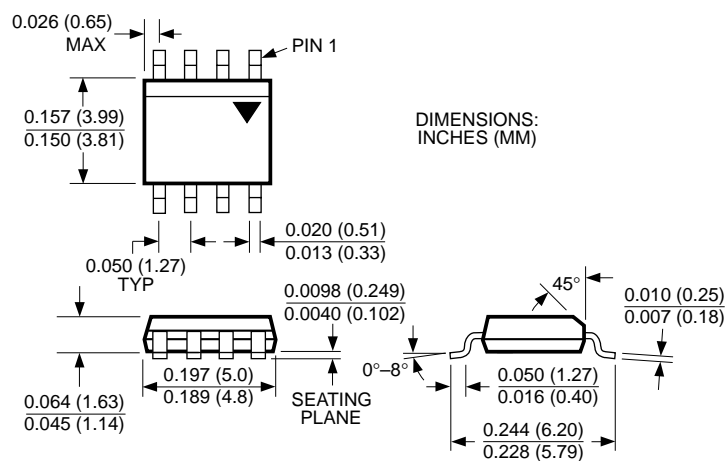 0.026 (0.65)
MAX
PIN 1
0.157 (3.99)
0.150 (3.81)
DIMENSIONS:
INCHES (MM)
0.020 (0.51)
0.013 (0.33)
0.050 (1.27)
TYP
0.0098 (0.249)
0.0040 (0.102)
45°
0.010 (0.25)
0.007 (0.18)
0°–8°
0.197 (5.0)
0.189 (4.8)
SEATING
PLANE
0.050 (1.27)
0.016 (0.40)
0.064 (1.63)
0.045 (1.14)
0.244 (6.20)
0.228 (5.79)